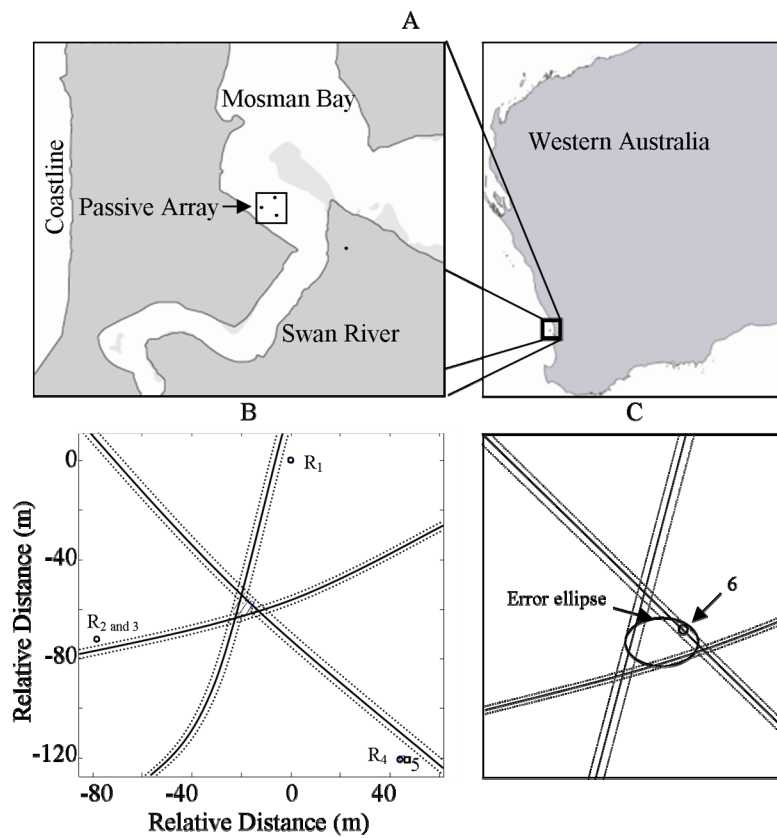 A
Mosman Bay
Coastline
Passive Array
Swan River
Western Australia
B
C
0
-40
-80
-120
Relative Distance (m)
R1
R2 and 3
R4
5
-80
-40
0
40
Relative Distance (m)
Error ellipse
6